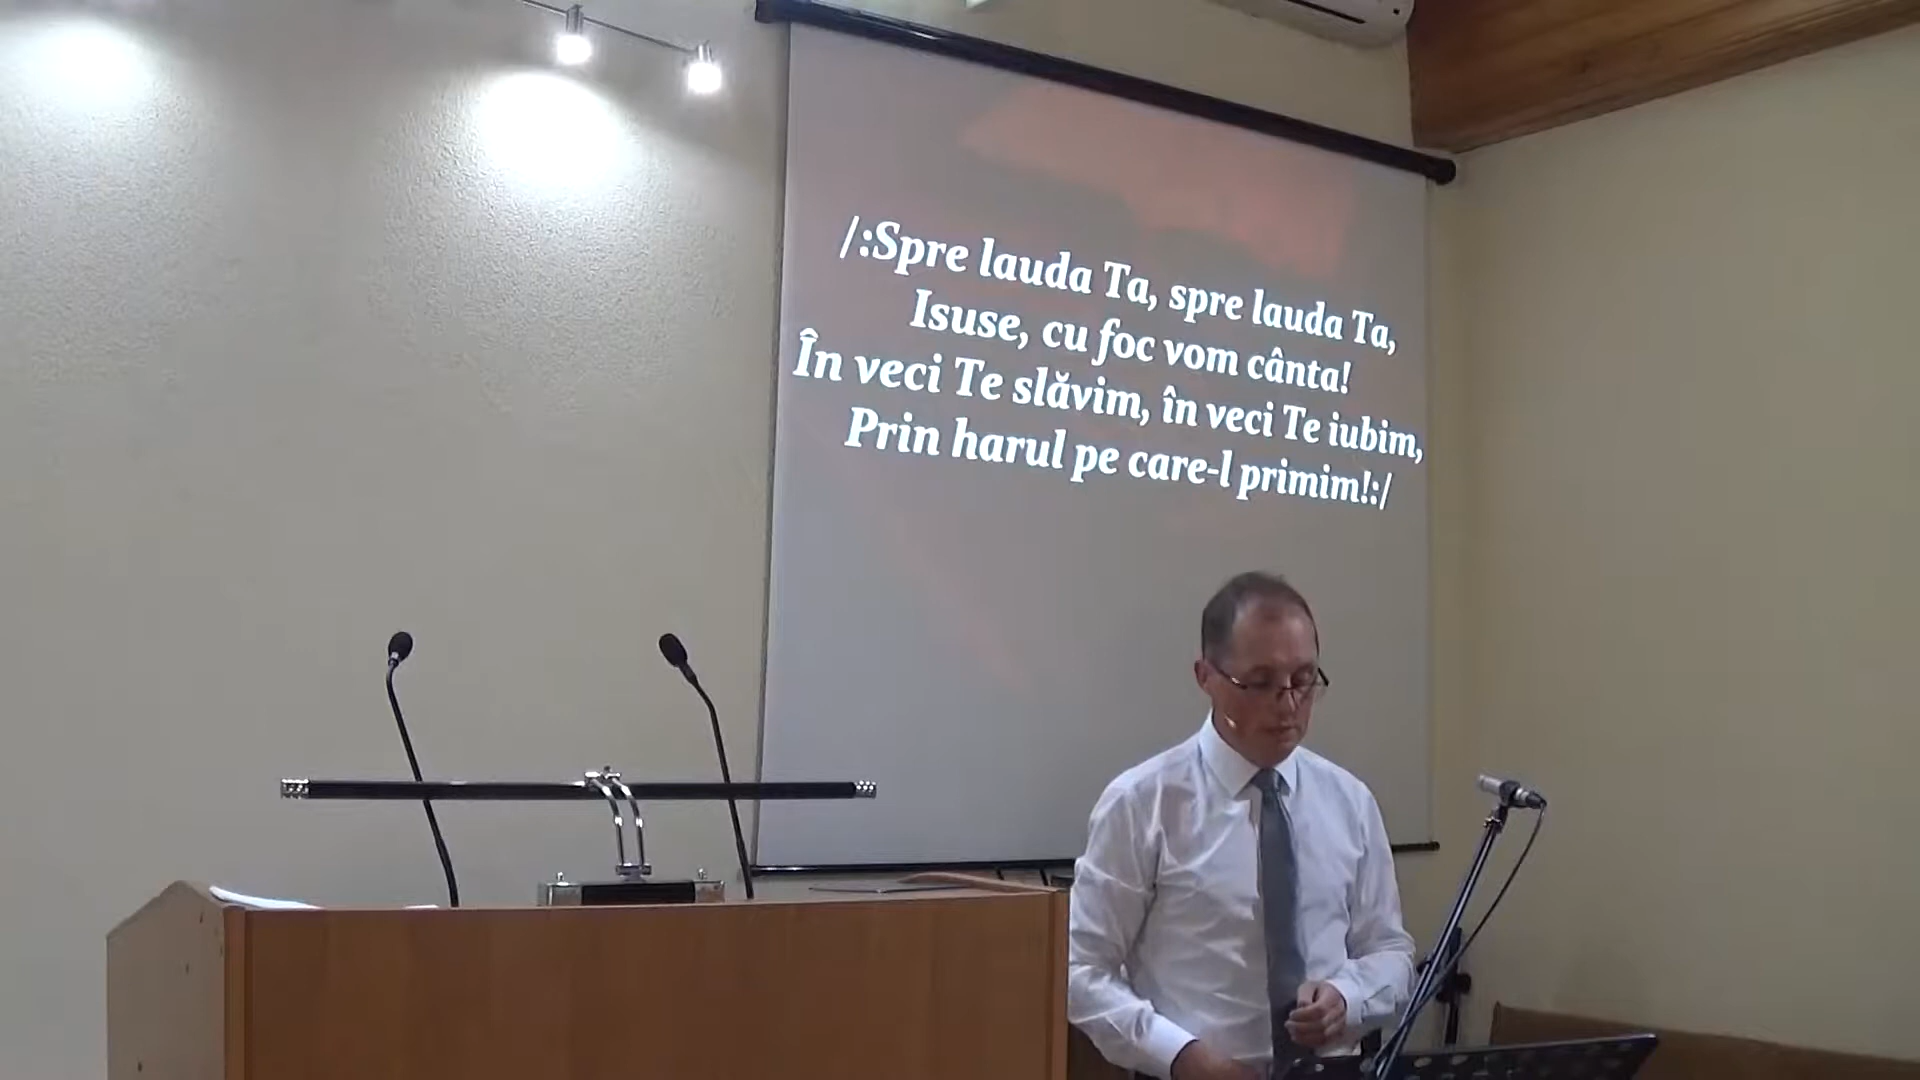 /:Spre lauda Ta, spre lauda Ta,
Isuse, cu foc vom cânta!
În veci Te slăvim, în veci Te iubim,
Prin harul pe care-l primim!:/